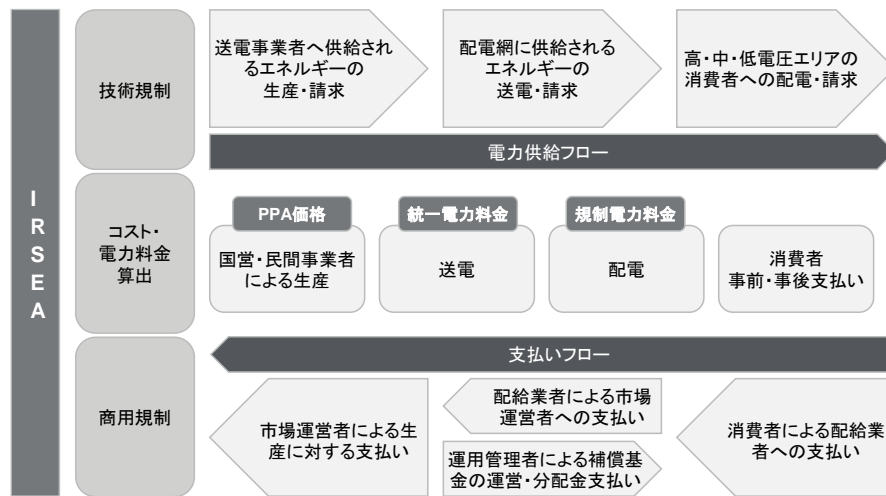 IRSEA
技術規制
送電事業者へ供給され
るエネルギーの
生産・請求
配電網に供給される
エネルギーの
送電・請求
高・中・低電圧エリアの
消費者への配電・請求
電力供給フロー
コスト・
電力料金
算出
PPA価格
国営・民間事業者
による生産
統一電力料金
送電
規制電力料金
配電
消費者
事前・事後支払い
支払いフロー
商用規制
市場運営者による生
産に対する支払い
配給業者による市場
運営者への支払い
運用管理者による補償基
金の運営・分配金支払い
消費者による配給業
者への支払い